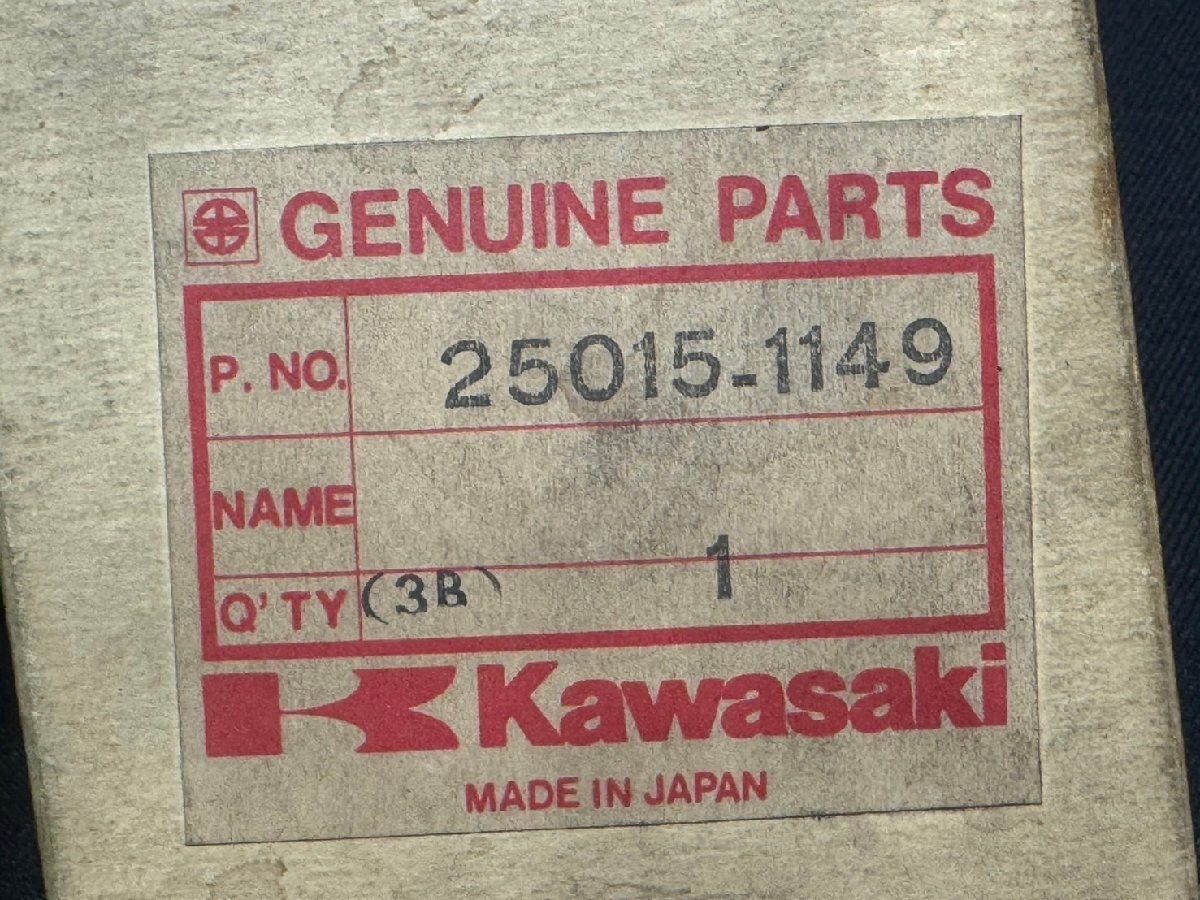 GENUINE PARTS
P. NO. 25015-1149
NAME
Q'TY (3B) 1
Kawasaki
MADE IN JAPAN